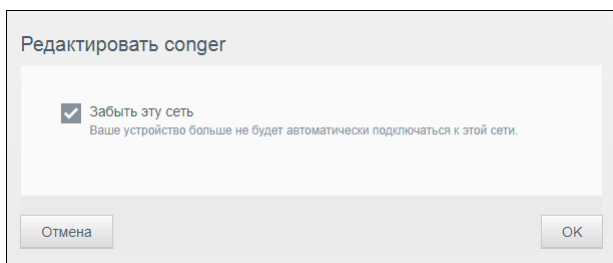 Редактировать conger
Забыть эту сеть
Ваше устройство больше не будет автоматически подключаться к этой сети.
Отмена
OK